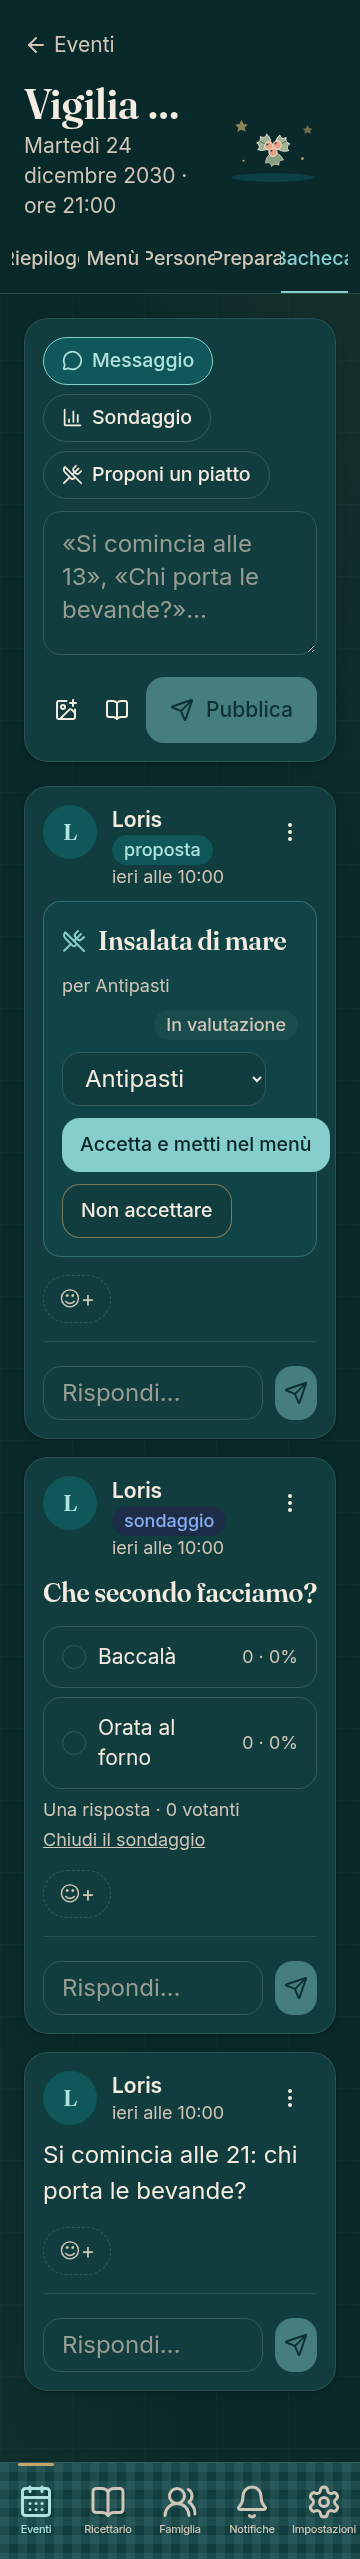 Eventi
Vigilia ...
Martedì 24
dicembre 2030 ·
ore 21:00
Menù
Messaggio
Sondaggio
Proponi un piatto
«Si comincia alle
13», «Chi porta le
bevande?»...
Pubblica
L
Loris
proposta
ieri alle 10:00
Insalata di mare
per Antipasti
In valutazione
Antipasti
Accetta e metti nel menù
Non accettare
+
Rispondi...
L
Loris
sondaggio
ieri alle 10:00
Che secondo facciamo?
Baccalà 0 · 0%
Orata al
forno 0 · 0%
Una risposta · 0 votanti
Chiudi il sondaggio
+
Rispondi...
L
Loris
ieri alle 10:00
Si comincia alle 21: chi
porta le bevande?
+
Rispondi...
Eventi Ricettario Famiglia Notifiche Impostazioni